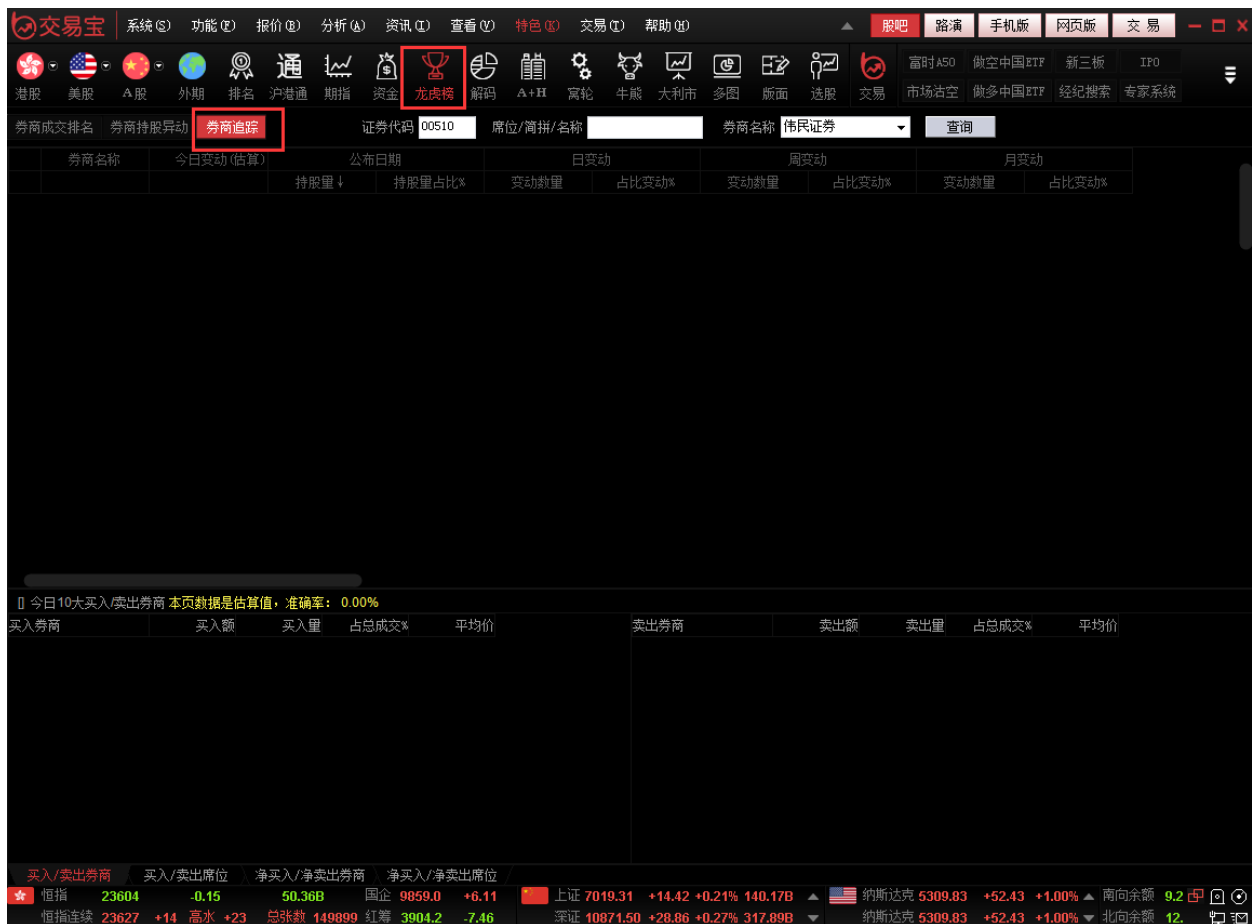 交易宝 系统(S) 功能(F) 报价(B) 分析(A) 资讯(I) 查看(V) 特色(K) 交易(T) 帮助(H) 股吧 路演 手机版 网页版 交 易
通 富时A50 做空中国ETF 新三板 IPO
港股 美股 A股 外期 排名 沪港通 期指 资金 龙虎榜 解码 A+H 窝轮 牛熊 大利市 多图 版面 选股 交易 市场沽空 做多中国ETF 经纪搜索 专家系统
券商成交排名 券商持股异动 券商追踪 证券代码 00510 席位/简拼/名称 券商名称 伟民证券 查询
券商名称 今日变动(估算) 公布日期 日变动 周变动 月变动
持股量↓ 持股量占比% 变动数量 占比变动% 变动数量 占比变动% 变动数量 占比变动%
[] 今日10大买入/卖出券商 本页数据是估算值，准确率： 0.00%
买入券商 买入额 买入量 占总成交% 平均价 卖出券商 卖出额 卖出量 占总成交% 平均价
买入/卖出券商 买入/卖出席位 净买入/净卖出券商 净买入/净卖出席位
恒指 23604 -0.15 50.36B 国企 9859.0 +6.11 上证 7019.31 +14.42 +0.21% 140.17B 纳斯达克 5309.83 +52.43 +1.00% 南向余额 9.2
恒指连续 23627 +14 高水 +23 总张数 149899 红筹 3904.2 -7.46 深证 10871.50 +28.86 +0.27% 317.89B 纳斯达克 5309.83 +52.43 +1.00% 北向余额 12.